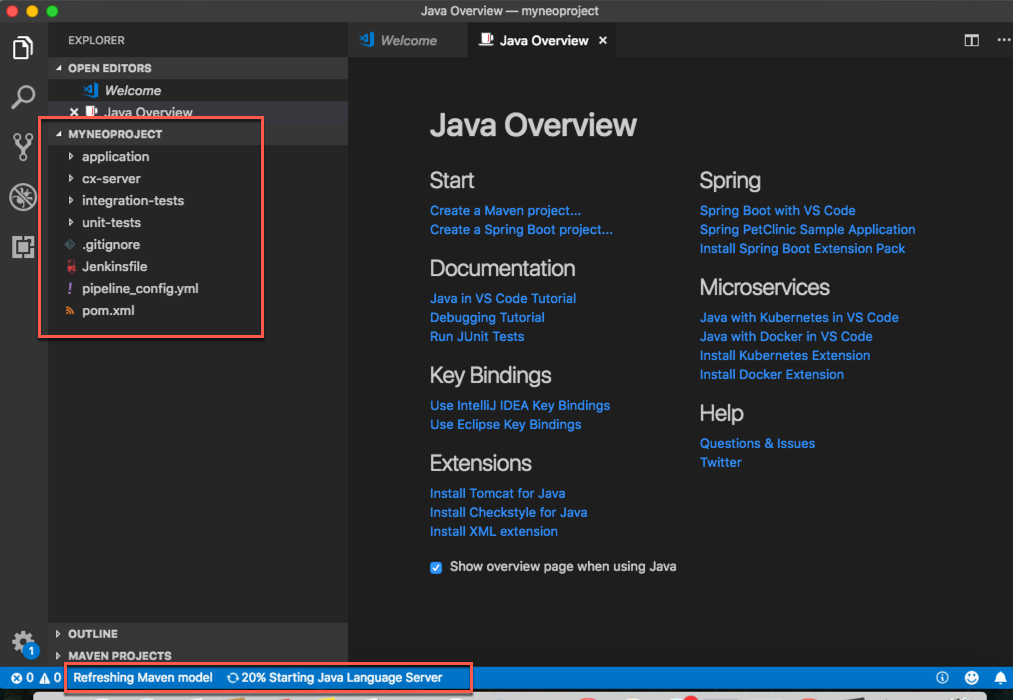 Java Overview — myneoproject
EXPLORER
OPEN EDITORS
Welcome
Java Overview
MYNEOPROJECT
application
cx-server
integration-tests
unit-tests
.gitignore
Jenkinsfile
! pipeline_config.yml
pom.xml
OUTLINE
MAVEN PROJECTS
Welcome
Java Overview
Java Overview
Start
Create a Maven project...
Create a Spring Boot project...
Documentation
Java in VS Code Tutorial
Debugging Tutorial
Run JUnit Tests
Key Bindings
Use IntelliJ IDEA Key Bindings
Use Eclipse Key Bindings
Extensions
Install Tomcat for Java
Install Checkstyle for Java
Install XML extension
Show overview page when using Java
Spring
Spring Boot with VS Code
Spring PetClinic Sample Application
Install Spring Boot Extension Pack
Microservices
Java with Kubernetes in VS Code
Java with Docker in VS Code
Install Kubernetes Extension
Install Docker Extension
Help
Questions & Issues
Twitter
1
0 0 Refreshing Maven model 20% Starting Java Language Server